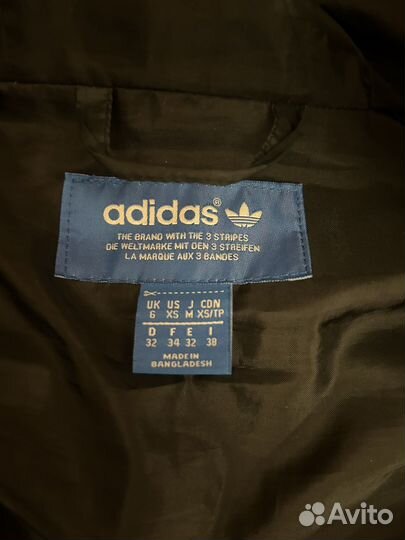 adidas®
THE BRAND WITH THE 3 STRIPES
DIE WELTMARKE MIT DEN 3 STREIFEN
LA MARQUE AUX 3 BANDES
UK US J CDN
6 XS M XS/TP
D F E I
32 34 32 38
MADE IN
BANGLADESH
Avito